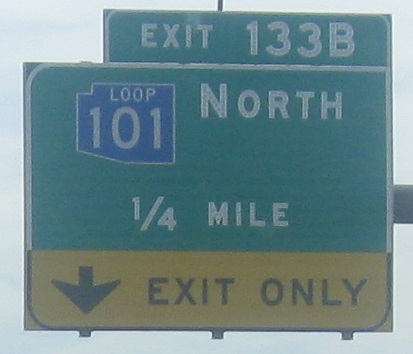 EXIT 133B
LOOP
101
NORTH
1/4 MILE
EXIT ONLY